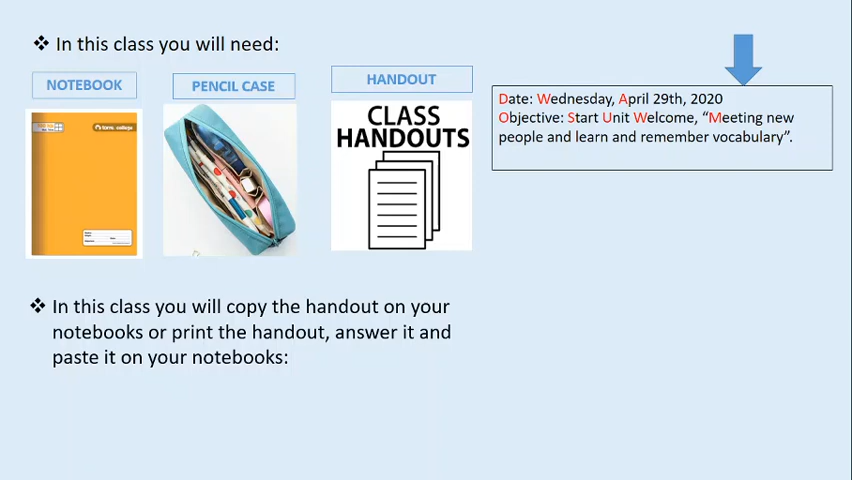 In this class you will need:
NOTEBOOK
PENCIL CASE
HANDOUT
CLASS
HANDOUTS
Date: Wednesday, April 29th, 2020
Objective: Start Unit Welcome, “Meeting new
people and learn and remember vocabulary”.
In this class you will copy the handout on your
notebooks or print the handout, answer it and
paste it on your notebooks: